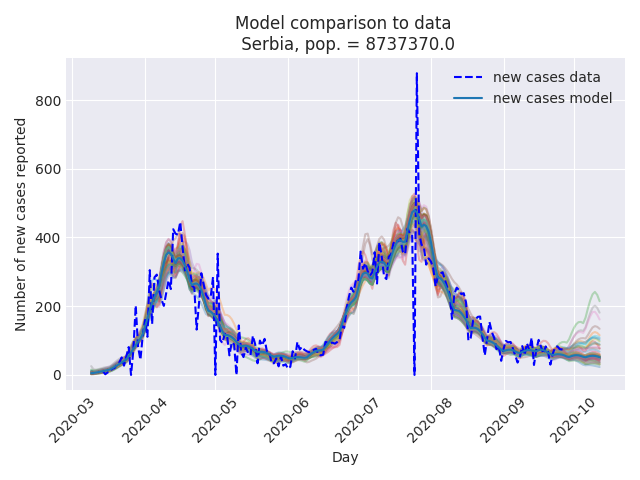 Model comparison to data
Serbia, pop. = 8737370.0
new cases data
new cases model
Number of new cases reported
800
600
400
200
0
2020-03
2020-04
2020-05
2020-06
2020-07
2020-08
2020-09
2020-10
Day